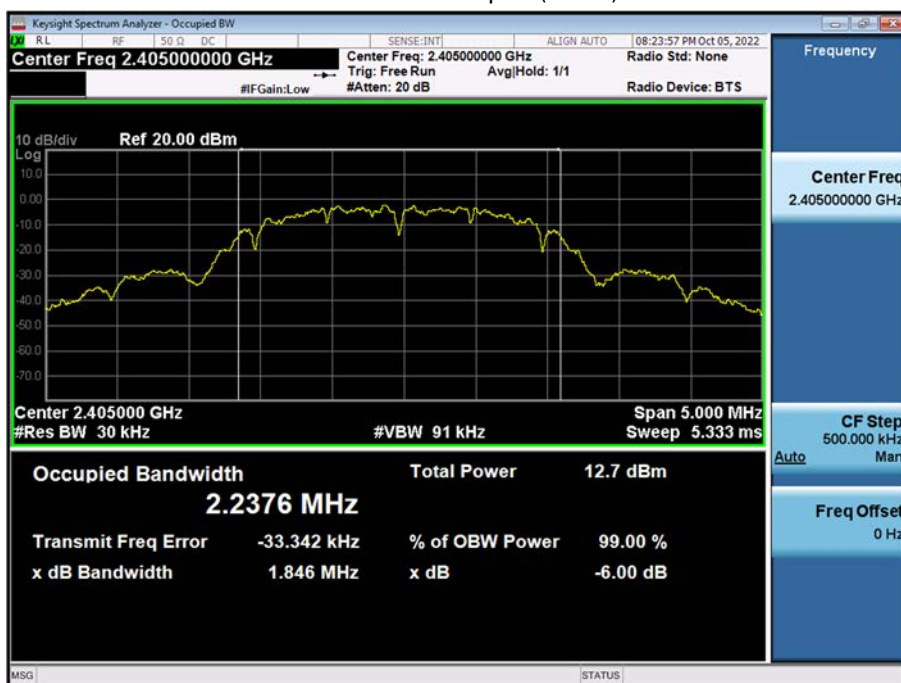 Keysight Spectrum Analyzer - Occupied BW
LXI RL RF 50 Ω DC SENSE:INT ALIGN AUTO 08:23:57 PM Oct 05, 2022
Center Freq 2.405000000 GHz Center Freq: 2.405000000 GHz Radio Std: None
Trig: Free Run Avg|Hold: 1/1
#IFGain:Low #Atten: 20 dB Radio Device: BTS
Frequency
10 dB/div Ref 20.00 dBm
Log
10.0
0.00
-10.0
-20.0
-30.0
-40.0
-50.0
-60.0
-70.0
Center 2.405000 GHz Span 5.000 MHz
#Res BW 30 kHz #VBW 91 kHz Sweep 5.333 ms
Occupied Bandwidth Total Power 12.7 dBm
2.2376 MHz
Transmit Freq Error -33.342 kHz % of OBW Power 99.00 %
x dB Bandwidth 1.846 MHz x dB -6.00 dB
Center Freq
2.405000000 GHz
CF Step
500.000 kHz
Auto Man
Freq Offset
0 Hz
MSG STATUS